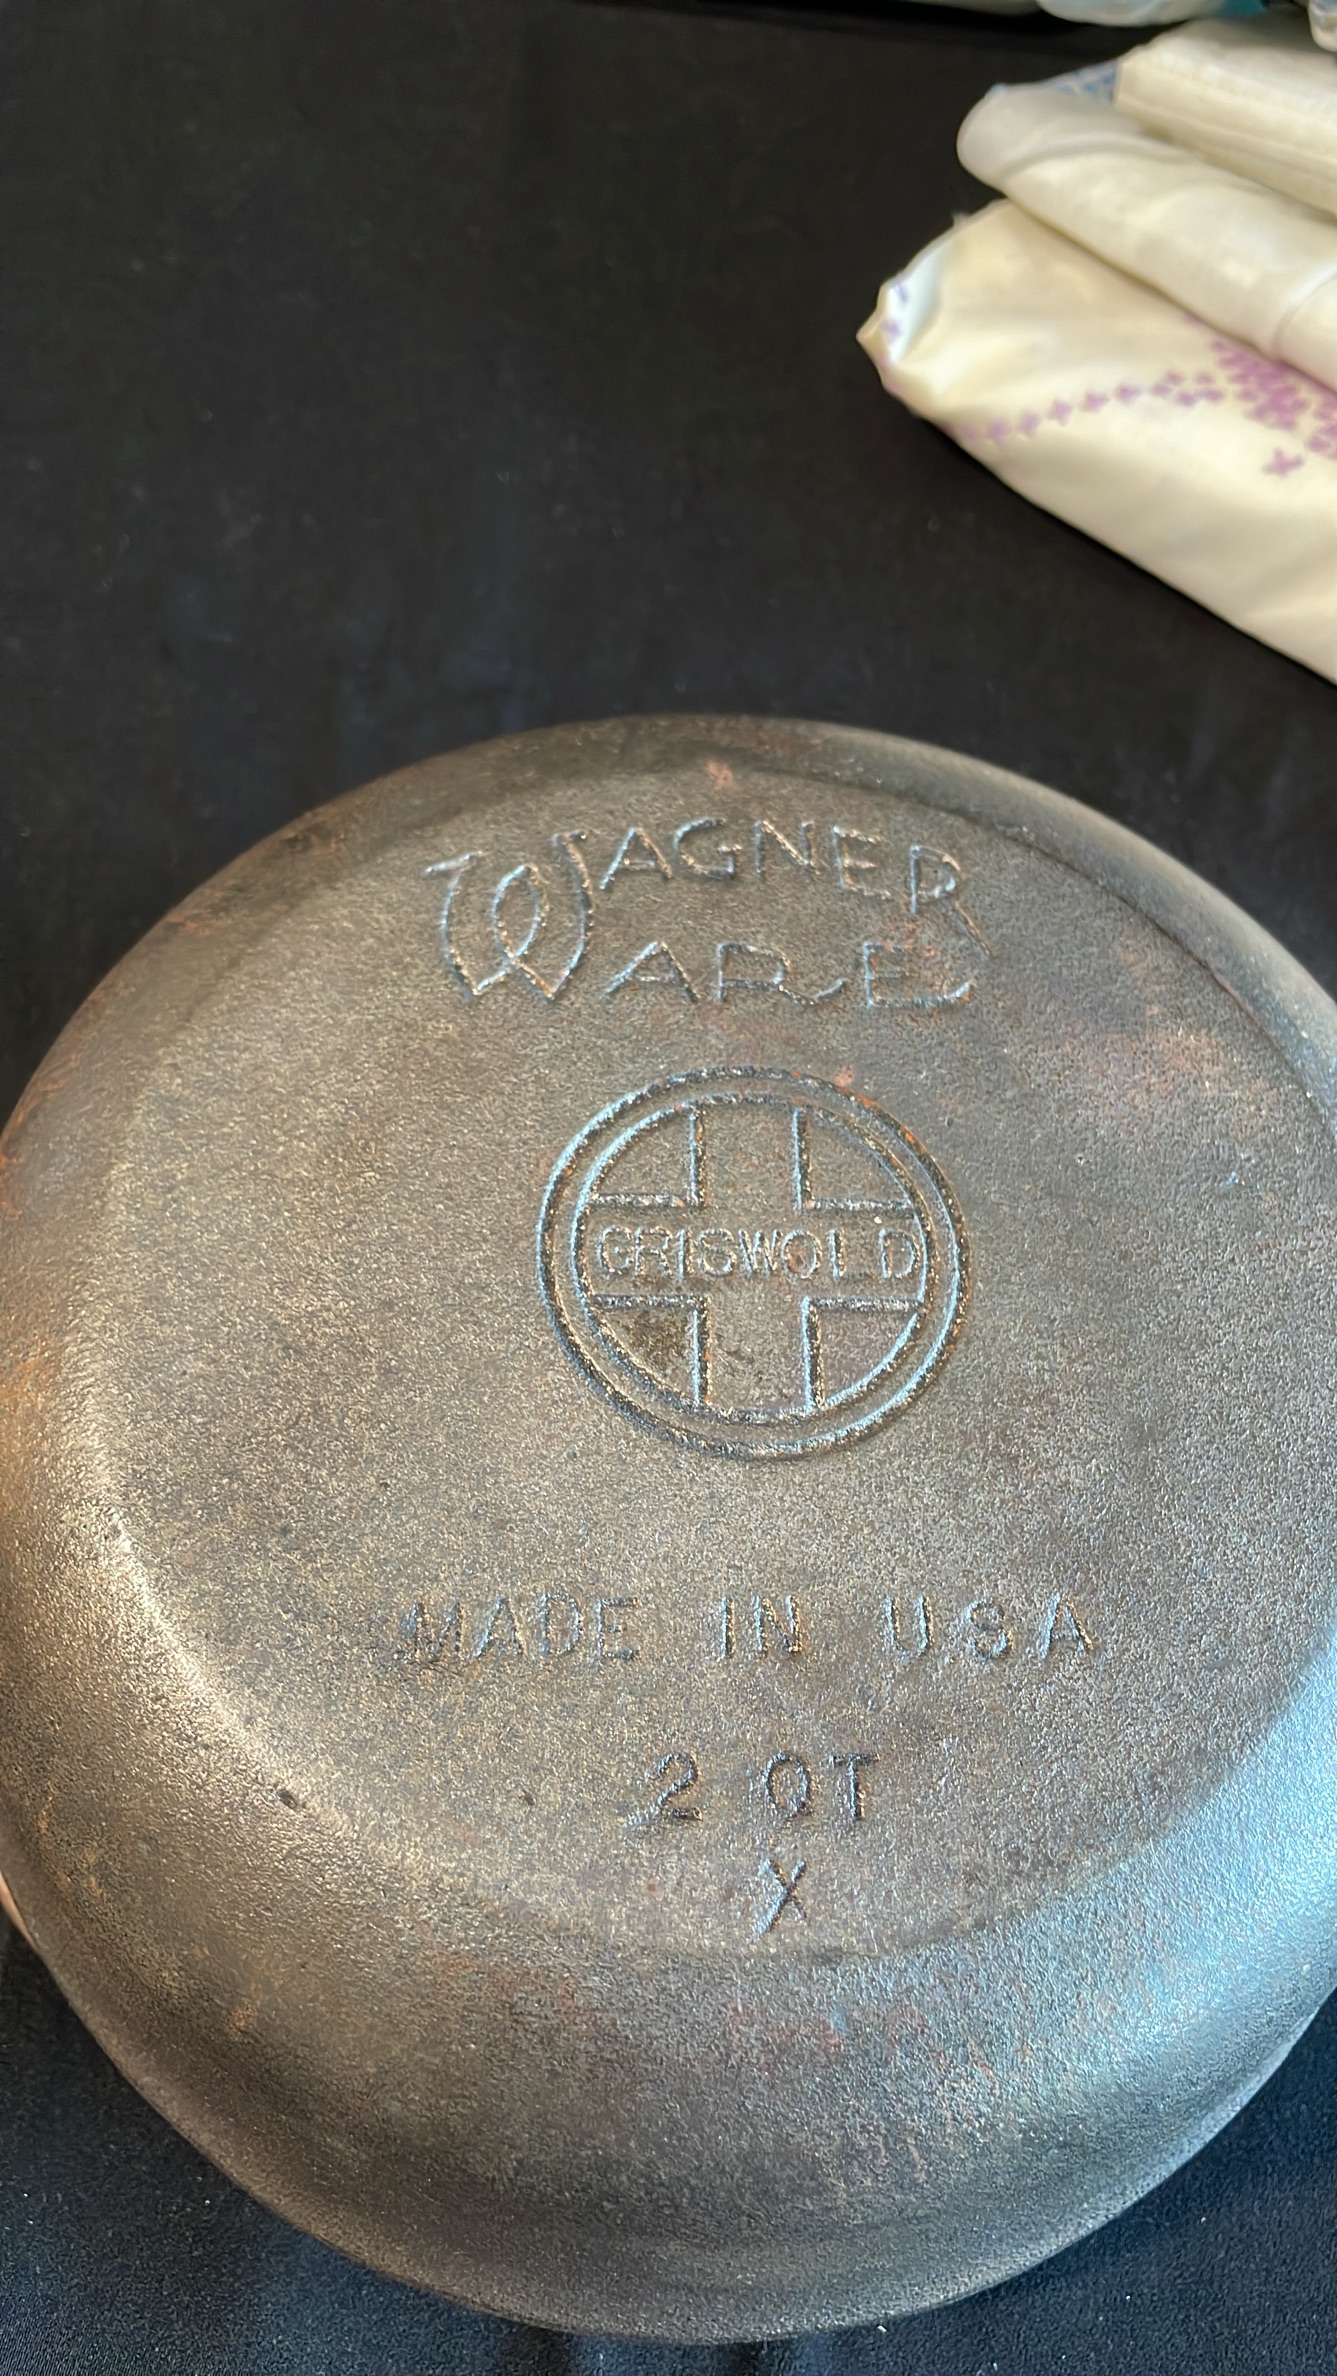 WAGNER
WARE
GRISWOLD
MADE IN USA
2 QT
X